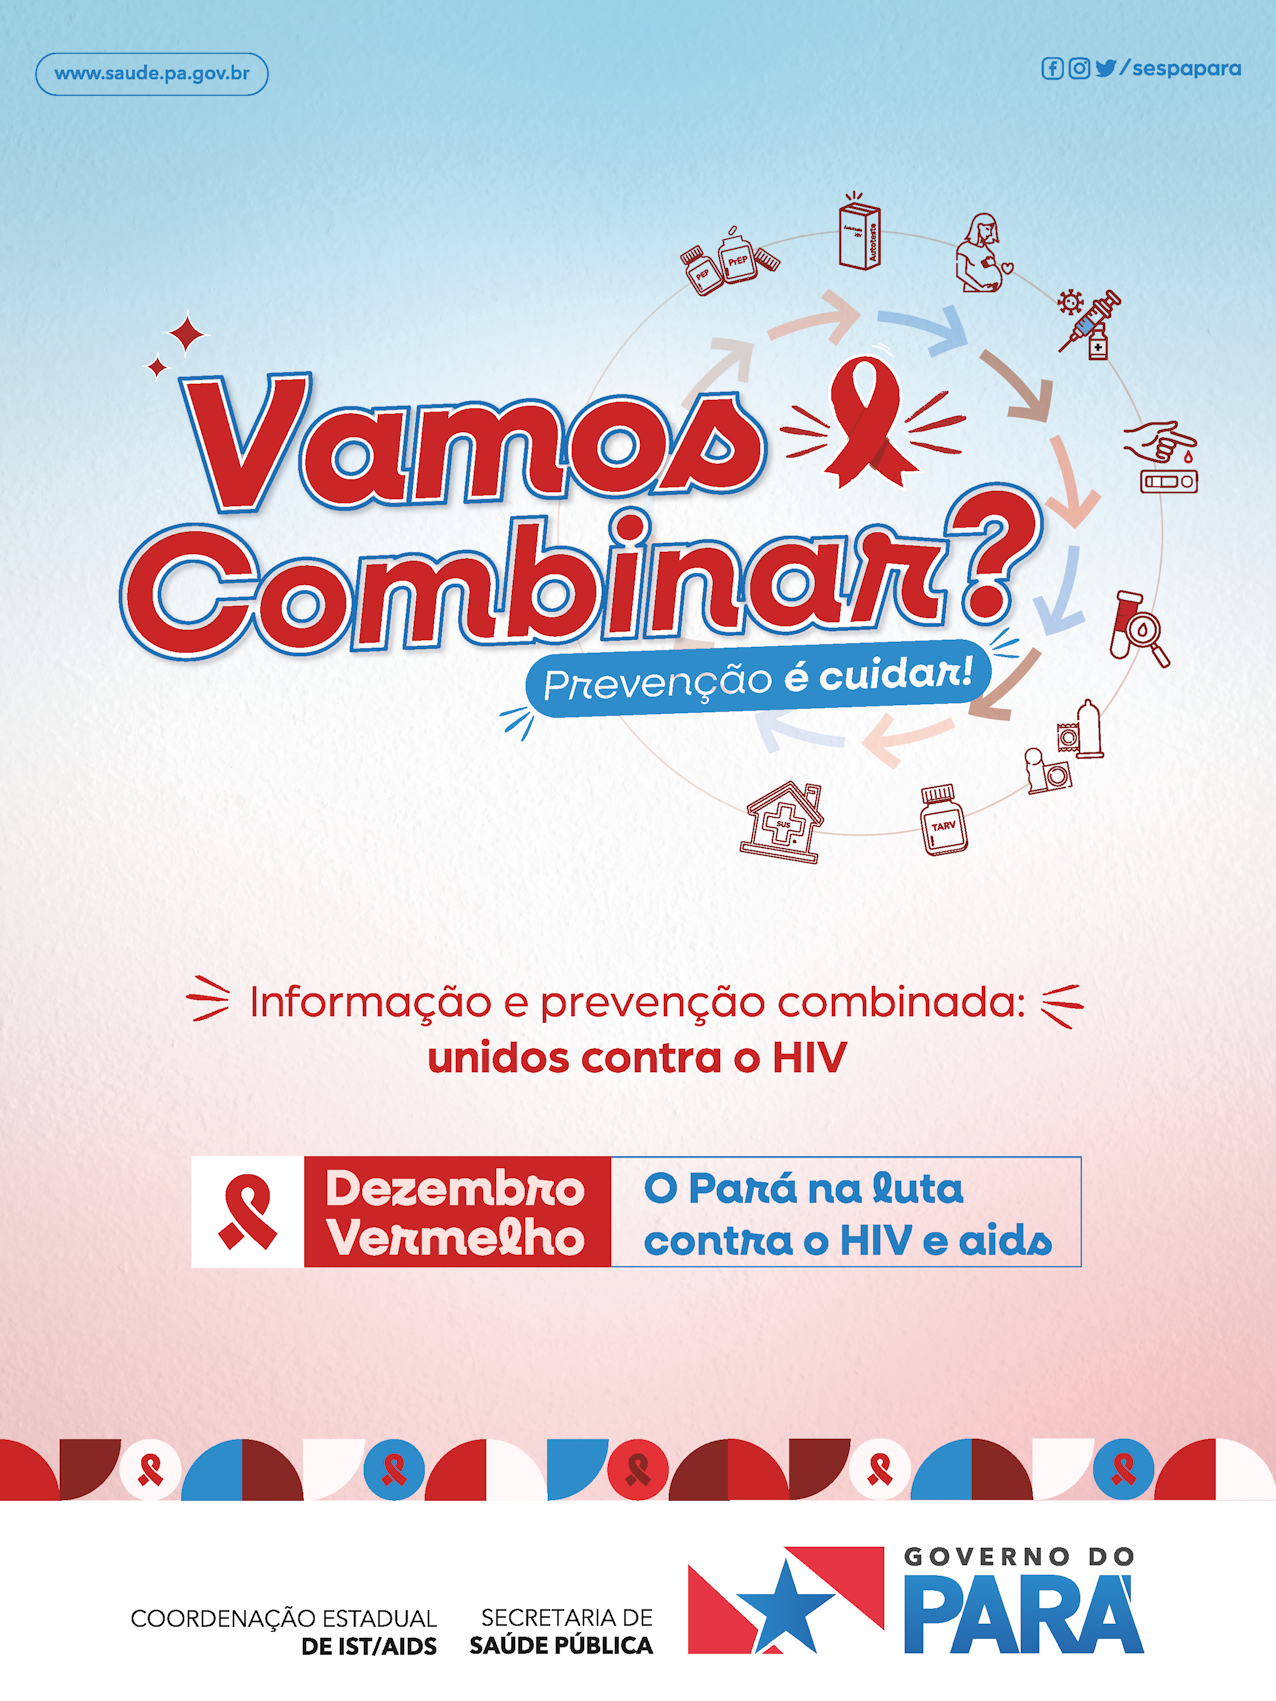 www.saude.pa.gov.br
/sespapara
PEP
PrEP
Autoteste
HIV
Autoteste
Vamos
Combinar?
Prevenção é cuidar!
SUS
TARV
Informação e prevenção combinada:
unidos contra o HIV
Dezembro
Vermelho
O Pará na luta
contra o HIV e aids
COORDENAÇÃO ESTADUAL
DE IST/AIDS
SECRETARIA DE
SAÚDE PÚBLICA
GOVERNO DO
PARÁ